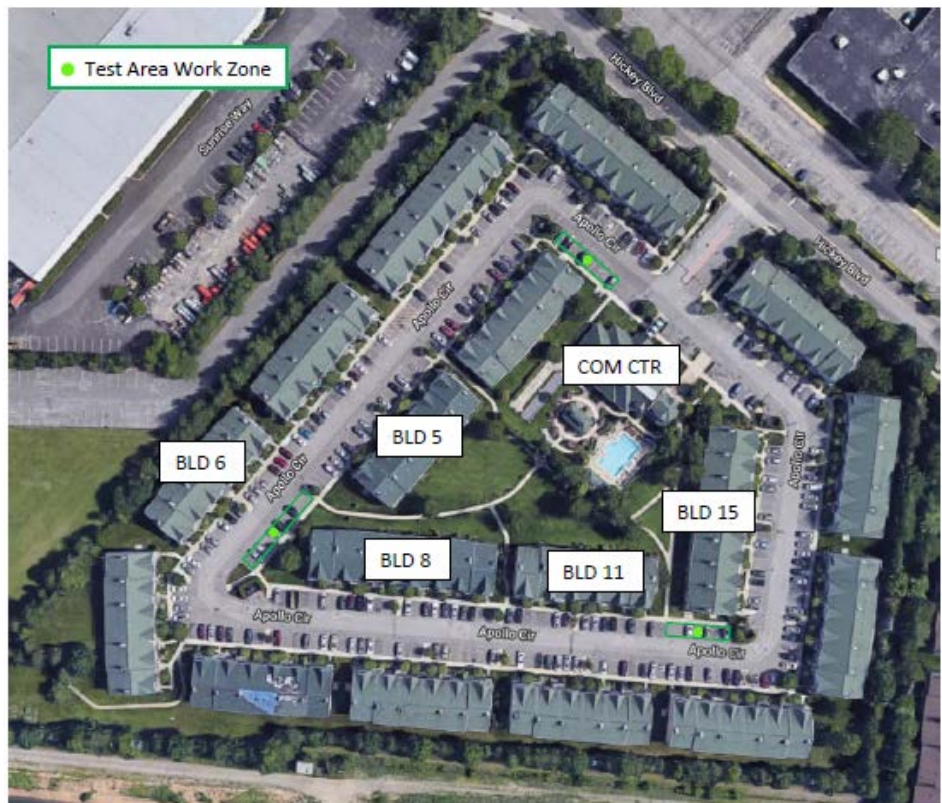 Test Area Work Zone
Hickey Blvd
Sunrise Way
Apollo Cir
Hickey Blvd
Apollo Cir
COM CTR
BLD 5
Apollo Cir
BLD 6
Apollo Cir
BLD 15
BLD 8
BLD 11
Apollo Cir
Apollo Cir
Apollo Cir